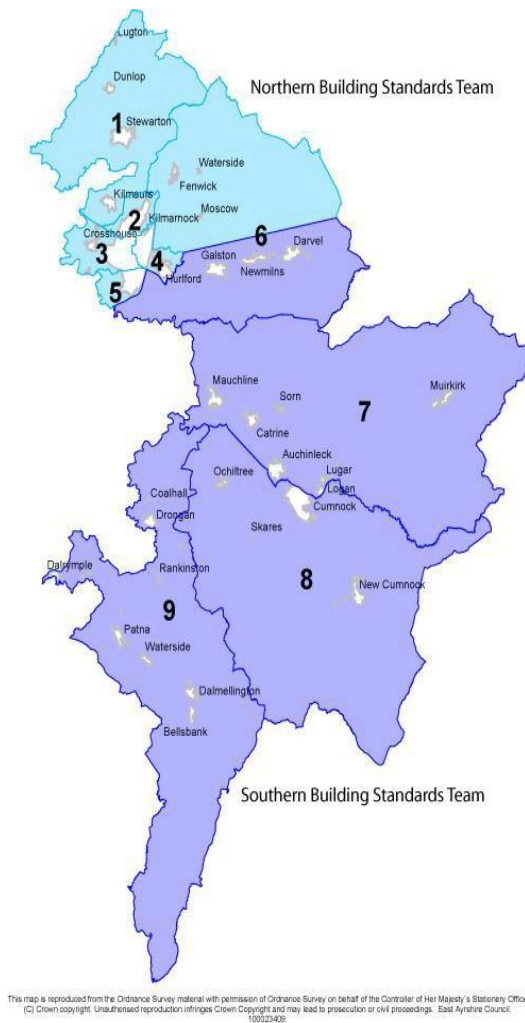 Lugton
Dunlop
Northern Building Standards Team
1
Stewarton
Waterside
Fenwick
Kilmaurs
2
Moscow
Kilmarnock
Crosshouse
3
6
Darvel
4
Galston
Newmilns
Hurlford
5
Mauchline
Muirkirk
Sorn
7
Catrine
Auchinleck
Ochiltree
Lugar
Logan
Coalhall
Cumnock
Drongan
Skares
Dalrymple
Rankinston
8
New Cumnock
9
Patna
Waterside
Dalmellington
Bellsbank
Southern Building Standards Team
This map is reproduced from the Ordnance Survey material with permission of Ordnance Survey on behalf of the Controller of Her Majesty's Stationery Office
(C) Crown copyright. Unauthorised reproduction infringes Crown Copyright and may lead to prosecution or civil proceedings. East Ayrshire Council
100023409.